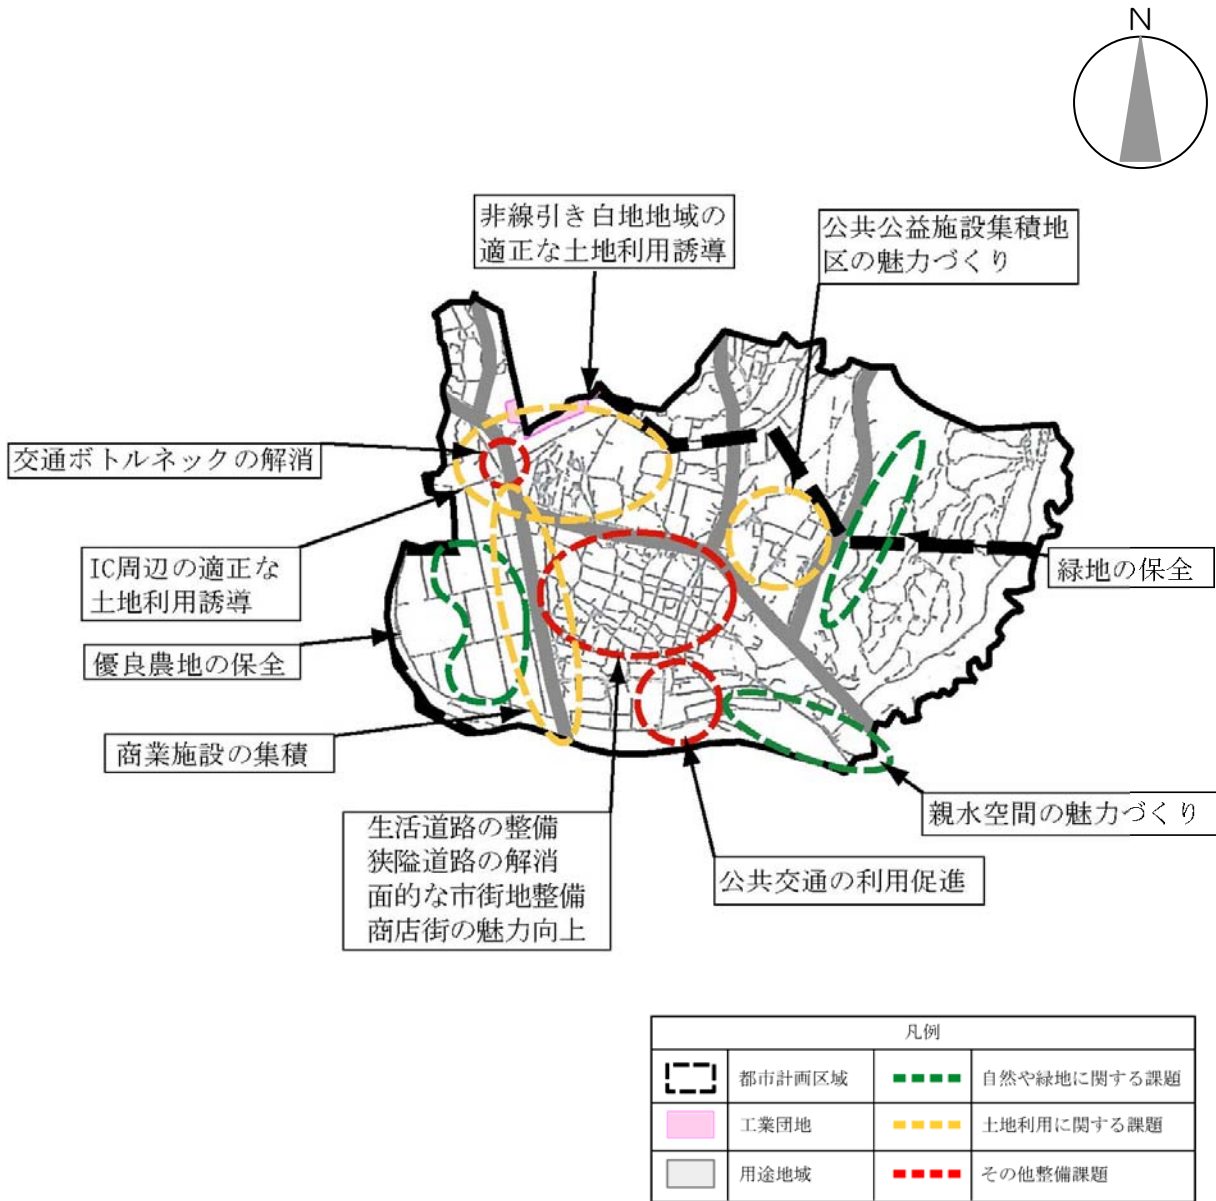 N
非線引き白地地域の
適正な土地利用誘導
公共公益施設集積地
区の魅力づくり
交通ボトルネックの解消
IC周辺の適正な
土地利用誘導
緑地の保全
優良農地の保全
商業施設の集積
親水空間の魅力づくり
生活道路の整備
狭隘道路の解消
面的な市街地整備
商店街の魅力向上
公共交通の利用促進
凡例
都市計画区域
自然や緑地に関する課題
工業団地
土地利用に関する課題
用途地域
その他整備課題